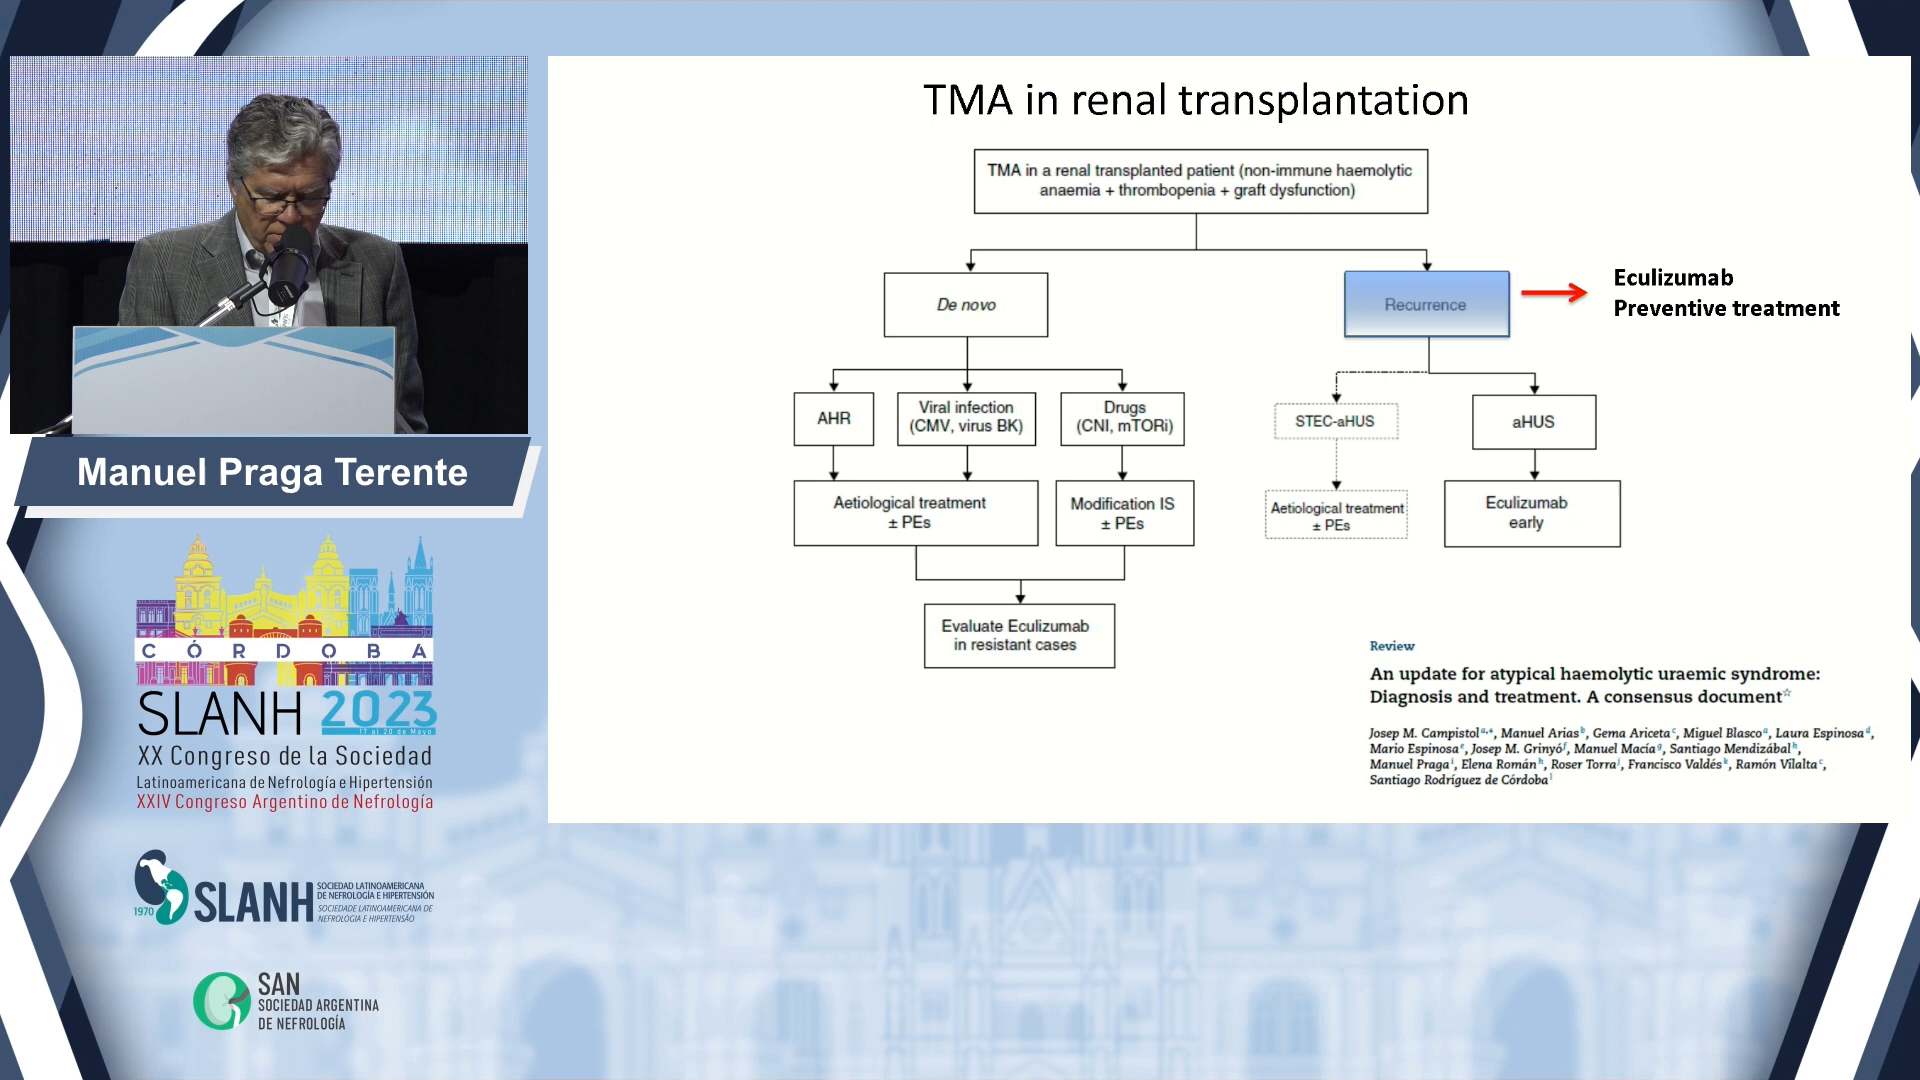 TMA in renal transplantation
TMA in a renal transplanted patient (non-immune haemolytic
anaemia + thrombopenia + graft dysfunction)
De novo
Recurrence
Eculizumab
Preventive treatment
AHR
Viral infection
(CMV, virus BK)
Drugs
(CNI, mTORi)
STEC-aHUS
aHUS
Aetiological treatment
± PEs
Modification IS
± PEs
Aetiological treatment
± PEs
Eculizumab
early
Evaluate Eculizumab
in resistant cases
Review
An update for atypical haemolytic uraemic syndrome:
Diagnosis and treatment. A consensus document☆
Josep M. Campistol a,*, Manuel Arias b, Gema Ariceta c, Miguel Blasco a, Laura Espinosa d,
Mario Espinosa e, Josep M. Grinyó f, Manuel Macía g, Santiago Mendizábal h,
Manuel Praga i, Elena Román h, Roser Torra j, Francisco Valdés k, Ramón Vilalta c,
Santiago Rodríguez de Córdoba l
Manuel Praga Terente
CÓRDOBA
SLANH 2023
17 al 20 de Mayo
XX Congreso de la Sociedad
Latinoamericana de Nefrología e Hipertensión
XXIV Congreso Argentino de Nefrología
1970
SLANH
SOCIEDAD LATINOAMERICANA
DE NEFROLOGÍA E HIPERTENSIÓN
SOCIEDADE LATINOAMERICANA DE
NEFROLOGIA E HIPERTENSÃO
SAN
SOCIEDAD ARGENTINA
DE NEFROLOGÍA